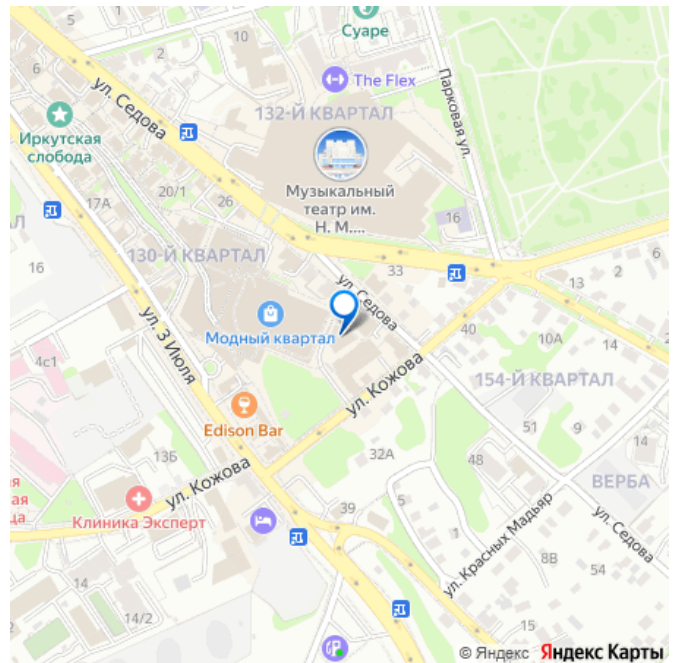 5
1
Суаре
2
10
6
The Flex
ул. Седова
Парковая ул.
132-Й КВАРТАЛ
Иркутская
слобода
Музыкальный
театр им.
Н. М....
20/1
17А
26
16
6
130-Й КВАРТАЛ
33
2
16
13
ул. Седова
Модный квартал
40
10А
ул. 3 Июля
4с1
154-Й КВАРТАЛ
ул. Кожова
Edison Bar
51
9
14
13Б
32А
48
ВЕРБА
ул. Кожова
Клиника Эксперт
39
5
ул. Седова
1
ул. Красных Мадьяр
8В
54
14
14/2
15
© Яндекс Яндекс Карты